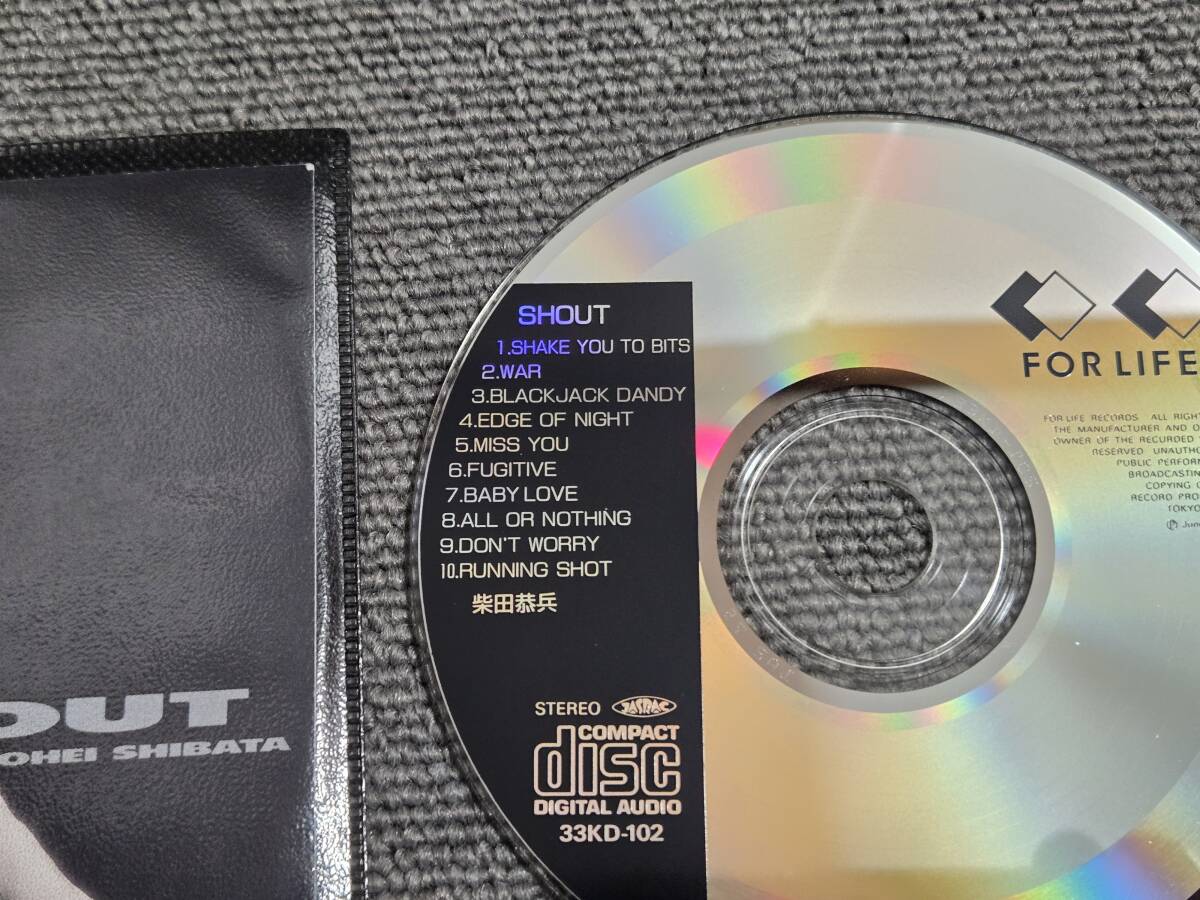 OUT
OHEI SHIBATA
SHOUT
1.SHAKE YOU TO BITS
2.WAR
3.BLACKJACK DANDY
4.EDGE OF NIGHT
5.MISS YOU
6.FUGITIVE
7.BABY LOVE
8.ALL OR NOTHING
9.DON'T WORRY
10.RUNNING SHOT
柴田恭兵
STEREO JASRAC
COMPACT
disc
DIGITAL AUDIO
33KD-102
FOR LIFE
FOR LIFE RECORDS ALL RIGHT
THE MANUFACTURER AND O
OWNER OF THE RECURDED
RESERVED UNAUTHO
PUBLIC PERFORM
BROADCASTIN
COPYING
RECORD PRO
TOKYO
Ⓟ Jun